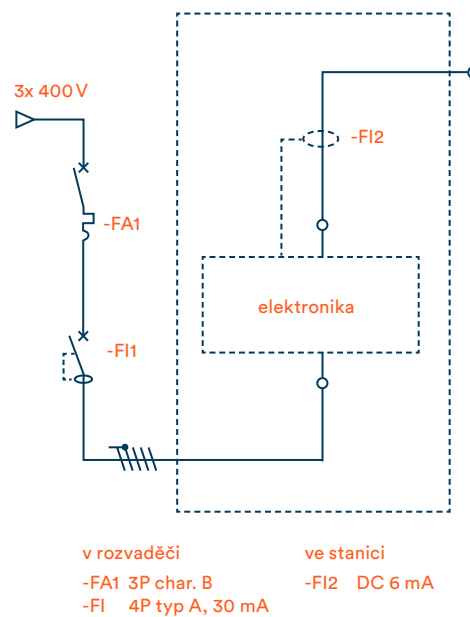 3x 400 V
-FI2
-FA1
elektronika
-FI1
v rozvaděči
-FA1 3P char. B
-FI 4P typ A, 30 mA
ve stanici
-FI2 DC 6 mA